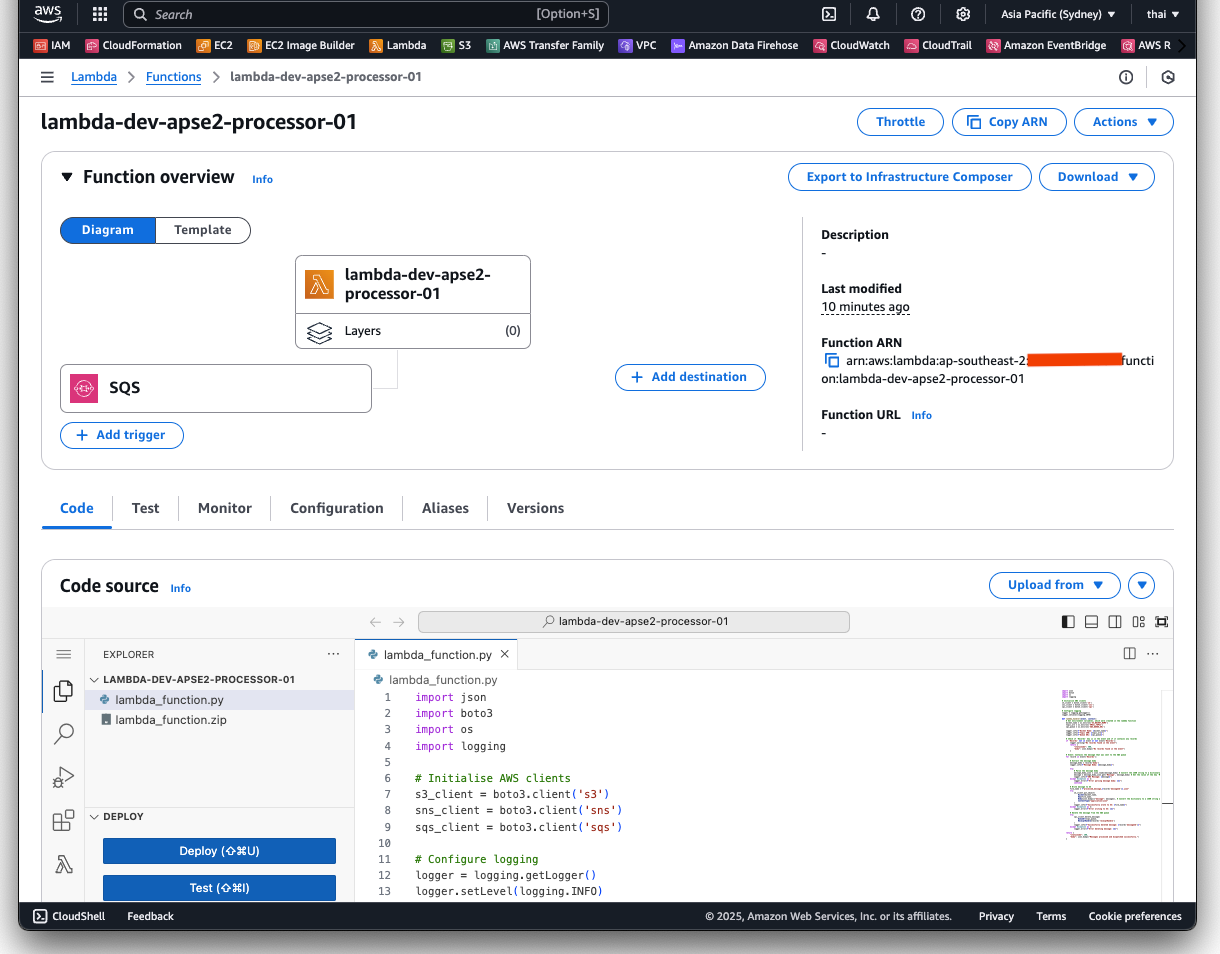 aws
Search [Option+S]
Asia Pacific (Sydney) thai
IAM CloudFormation EC2 EC2 Image Builder Lambda S3 AWS Transfer Family VPC Amazon Data Firehose CloudWatch CloudTrail Amazon EventBridge AWS R
Lambda Functions lambda-dev-apse2-processor-01
lambda-dev-apse2-processor-01
Throttle Copy ARN Actions
Function overview Info
Export to Infrastructure Composer Download
Diagram Template
lambda-dev-apse2-
processor-01
Layers (0)
SQS
Add trigger
Add destination
Description
-
Last modified
10 minutes ago
Function ARN
arn:aws:lambda:ap-southeast-2: functi
on:lambda-dev-apse2-processor-01
Function URL Info
-
Code Test Monitor Configuration Aliases Versions
Code source Info
Upload from
lambda-dev-apse2-processor-01
EXPLORER
LAMBDA-DEV-APSE2-PROCESSOR-01
lambda_function.py
lambda_function.zip
DEPLOY
Deploy (⇧⌘U)
Test (⇧⌘I)
lambda_function.py
lambda_function.py
1 import json
2 import boto3
3 import os
4 import logging
5
6 # Initialise AWS clients
7 s3_client = boto3.client('s3')
8 sns_client = boto3.client('sns')
9 sqs_client = boto3.client('sqs')
10
11 # Configure logging
12 logger = logging.getLogger()
13 logger.setLevel(logging.INFO)
CloudShell Feedback
© 2025, Amazon Web Services, Inc. or its affiliates. Privacy Terms Cookie preferences